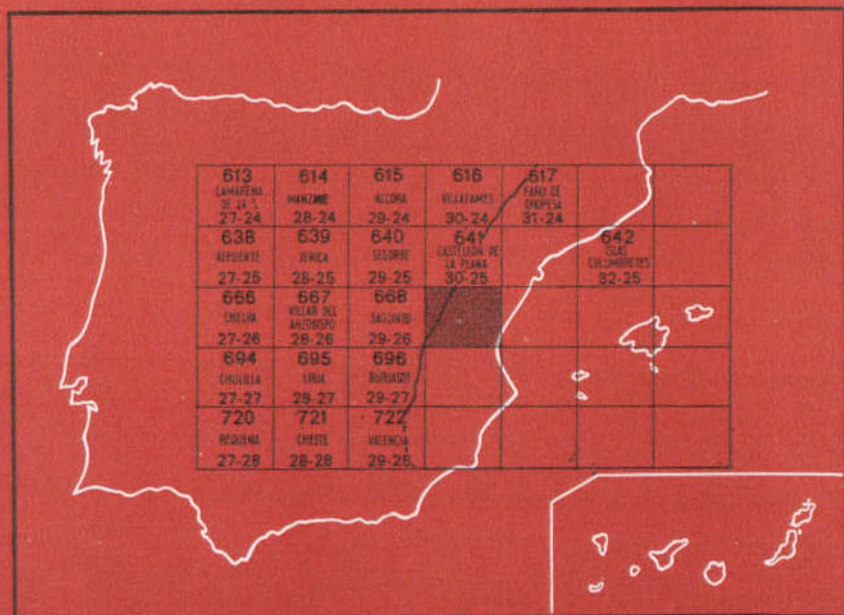 613
CAMARENA
DE LA S.
27-24
614
28-24
615
ALCORA
29-24
616
VILLAFAMES
30-24
617
FARO DE
OROPESA
31-24
638
ALPUENTE
27-25
639
JERICA
28-25
640
SEGORBE
29-25
641
CASTELLON DE
LA PLANA
30-25
642
ISLAS
COLUMBRETES
32-25
666
CHELVA
27-26
667
VILLAR DEL
ARZOBISPO
28-26
668
SAGUNTO
29-26
694
CHULILLA
27-27
695
LIRIA
28-27
696
BURJASOT
29-27
720
REQUENA
27-28
721
CHESTE
28-28
722
VALENCIA
29-28